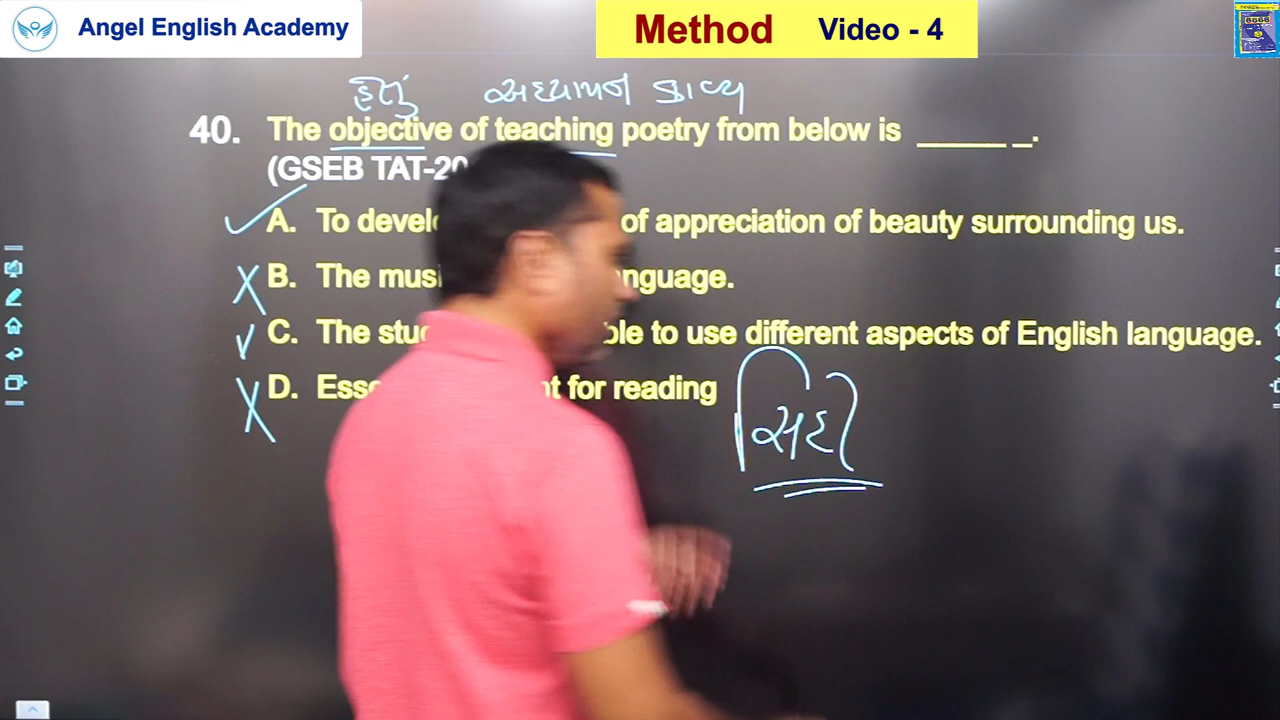 Angel English Academy
Method Video - 4
હેતુ અધ્યાપન કાવ્ય
40. The objective of teaching poetry from below is ______ _.
(GSEB TAT-20
A. To devel of appreciation of beauty surrounding us.
B. The mus nguage.
C. The stu ble to use different aspects of English language.
D. Ess t for reading